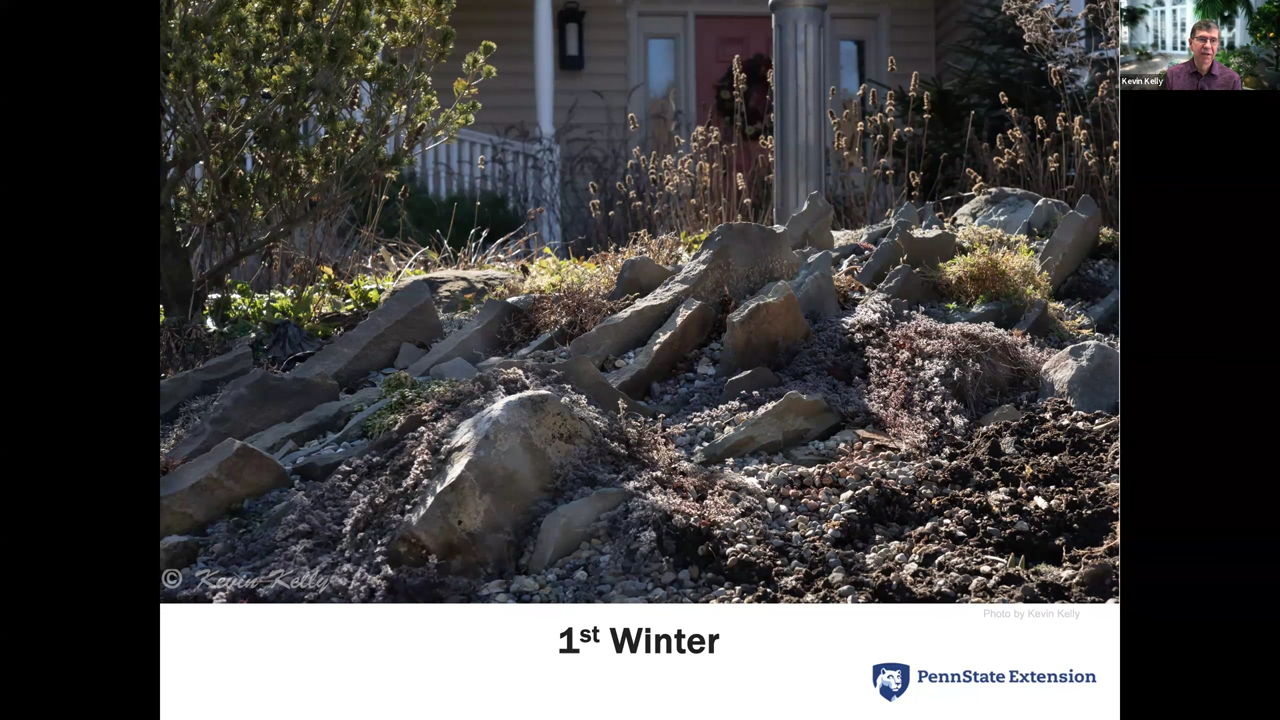 Kevin Kelly
© Kevin Kelly
Photo by Kevin Kelly
1st Winter
PennState Extension